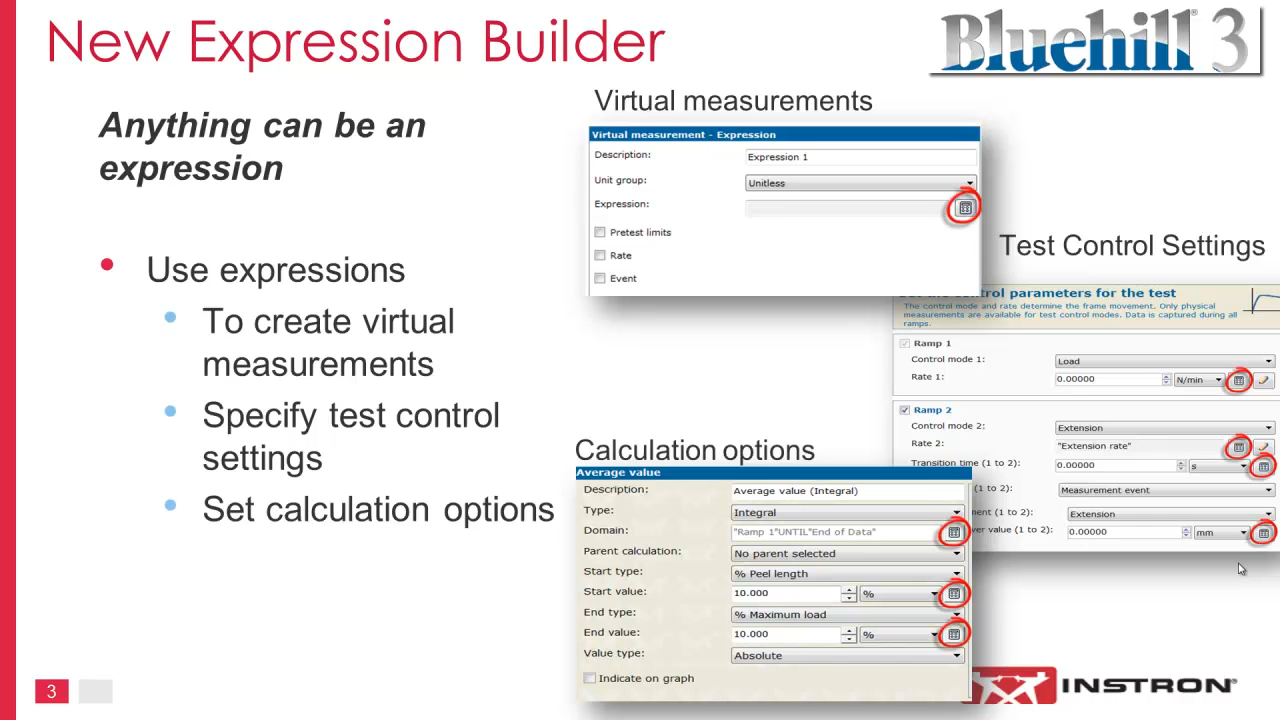 New Expression Builder
Bluehill® 3
Anything can be an
expression
Use expressions
To create virtual
measurements
Specify test control
settings
Set calculation options
Virtual measurements
Virtual measurement - Expression
Description: Expression 1
Unit group: Unitless
Expression:
Pretest limits
Rate
Event
Test Control Settings
control parameters for the test
The control mode and rate determine the frame movement. Only physical
measurements are available for test control modes. Data is captured during all
ramps.
Ramp 1
Control mode 1: Load
Rate 1: 0.00000 N/min
Ramp 2
Control mode 2: Extension
Rate 2: "Extension rate"
Transition time (1 to 2): 0.00000 s
(1 to 2): Measurement event
(1 to 2): Extension
value (1 to 2): 0.00000 mm
Calculation options
Average value
Description: Average value (Integral)
Type: Integral
Domain: "Ramp 1"UNTIL"End of Data"
Parent calculation: No parent selected
Start type: % Peel length
Start value: 10.000 %
End type: % Maximum load
End value: 10.000 %
Value type: Absolute
Indicate on graph
3
INSTRON®